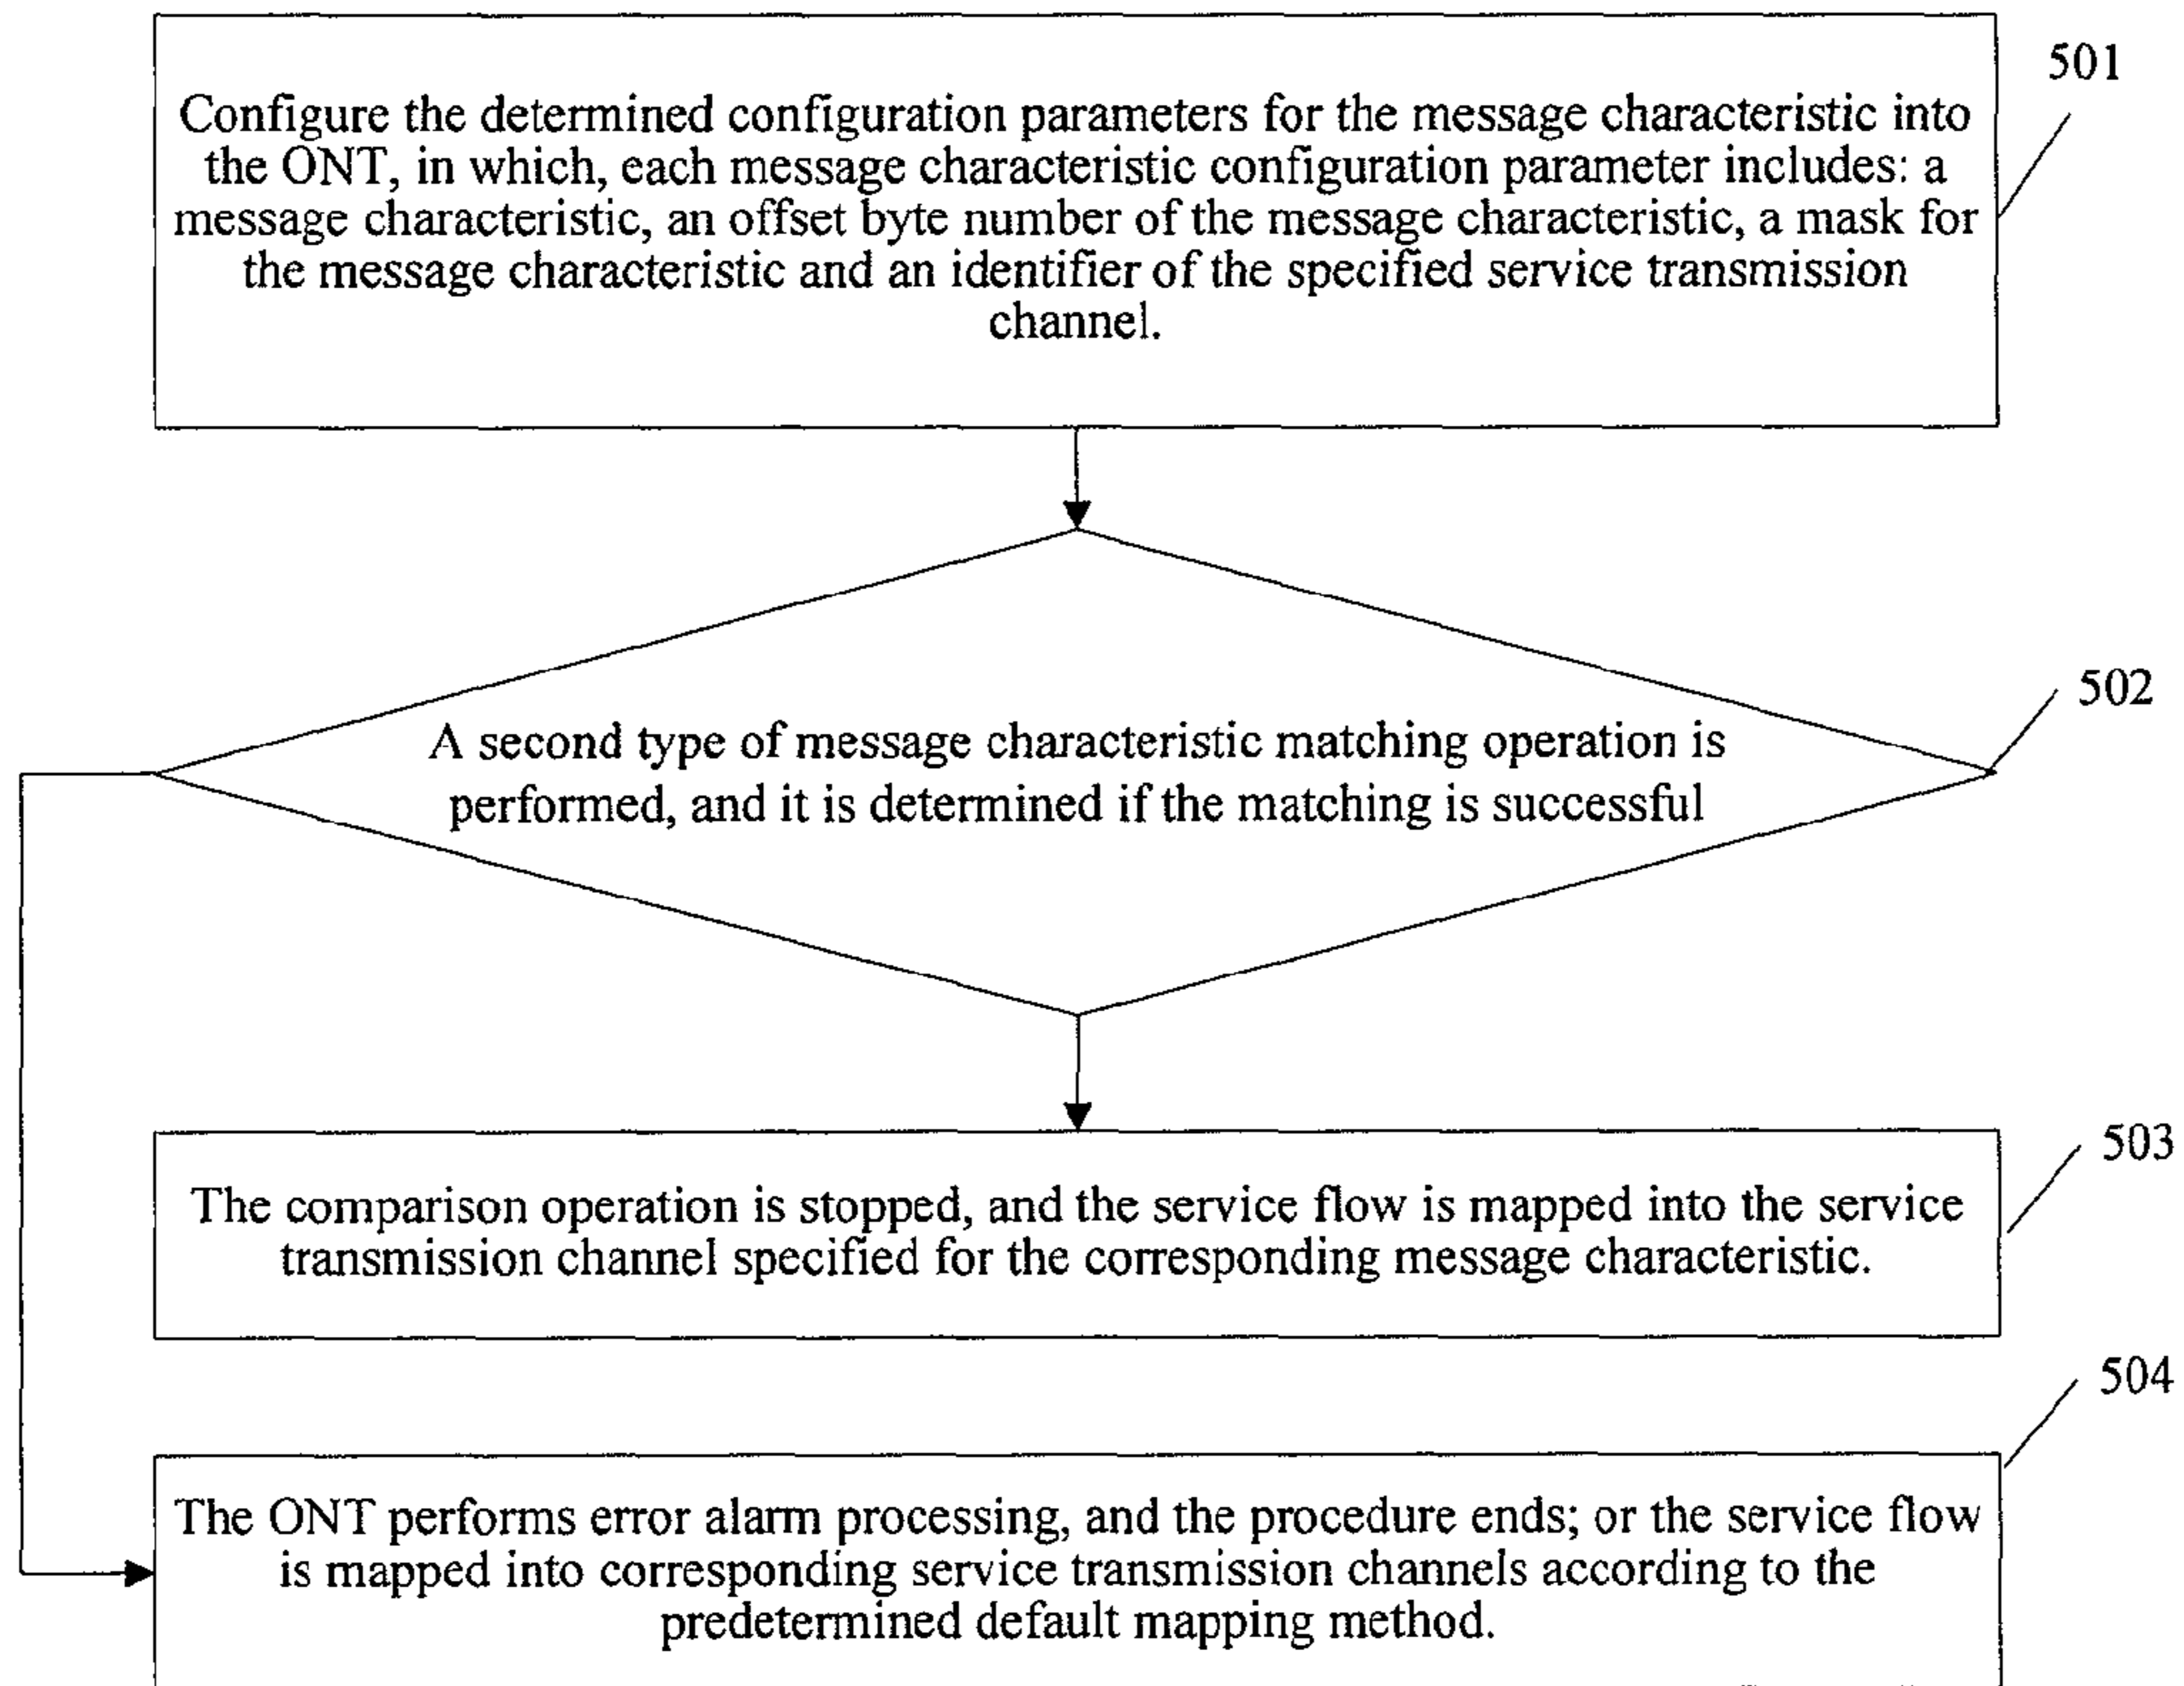 501
Configure the determined configuration parameters for the message characteristic into
the ONT, in which, each message characteristic configuration parameter includes: a
message characteristic, an offset byte number of the message characteristic, a mask for
the message characteristic and an identifier of the specified service transmission
channel.
502
A second type of message characteristic matching operation is
performed, and it is determined if the matching is successful
503
The comparison operation is stopped, and the service flow is mapped into the service
transmission channel specified for the corresponding message characteristic.
504
The ONT performs error alarm processing, and the procedure ends; or the service flow
is mapped into corresponding service transmission channels according to the
predetermined default mapping method.